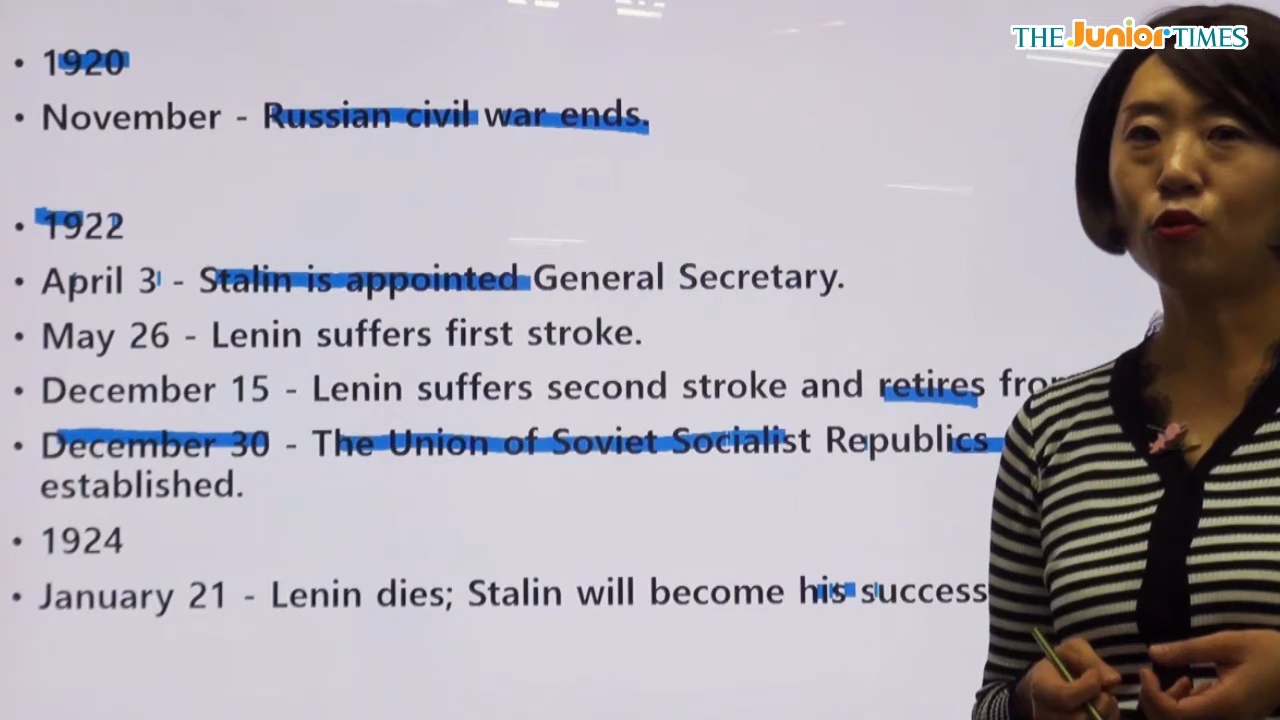 THE Junior TIMES
• 1920
• November - Russian civil war ends.
• 1922
• April 3 - Stalin is appointed General Secretary.
• May 26 - Lenin suffers first stroke.
• December 15 - Lenin suffers second stroke and retires
• December 30 - The Union of Soviet Socialist Republics
established.
• 1924
• January 21 - Lenin dies; Stalin will become his